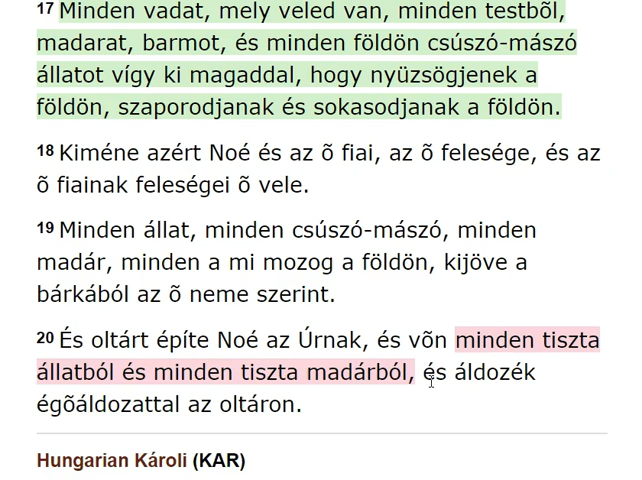 17 Minden vadat, mely veled van, minden testbõl,
madarat, barmot, és minden földön csúszó-mászó
állatot vígy ki magaddal, hogy nyüzsögjenek a
földön, szaporodjanak és sokasodjanak a földön.
18 Kiméne azért Noé és az õ fiai, az õ felesége, és az
õ fiainak feleségei õ vele.
19 Minden állat, minden csúszó-mászó, minden
madár, minden a mi mozog a földön, kijöve a
bárkából az õ neme szerint.
20 És oltárt építe Noé az Úrnak, és võn minden tiszta
állatból és minden tiszta madárból, és áldozék
égõáldozattal az oltáron.
Hungarian Károli (KAR)